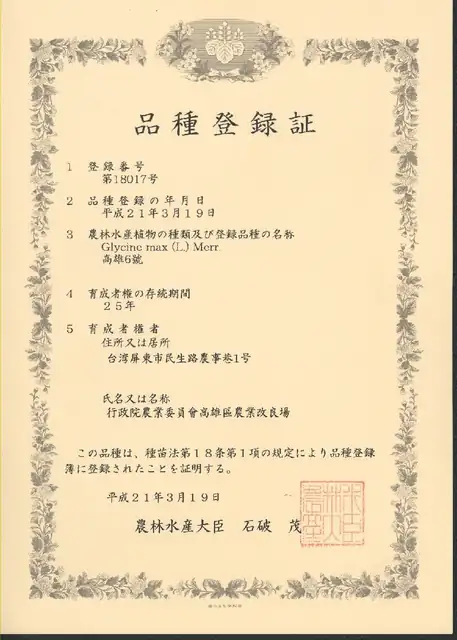 品種登録証
1 登録番号
第18017号
2 品種登録の年月日
平成21年3月19日
3 農林水産植物の種類及び登録品種の名称
Glycine max (L.) Merr.
高雄6號
4 育成者権の存続期間
25年
5 育成者権者
住所又は居所
台湾屏東市民生路農事巷1号
氏名又は名称
行政院農業委員會高雄區農業改良場
この品種は、種苗法第18条第1項の規定により品種登録
簿に登録されたことを証明する。
平成21年3月19日
農林水産大臣 石破 茂